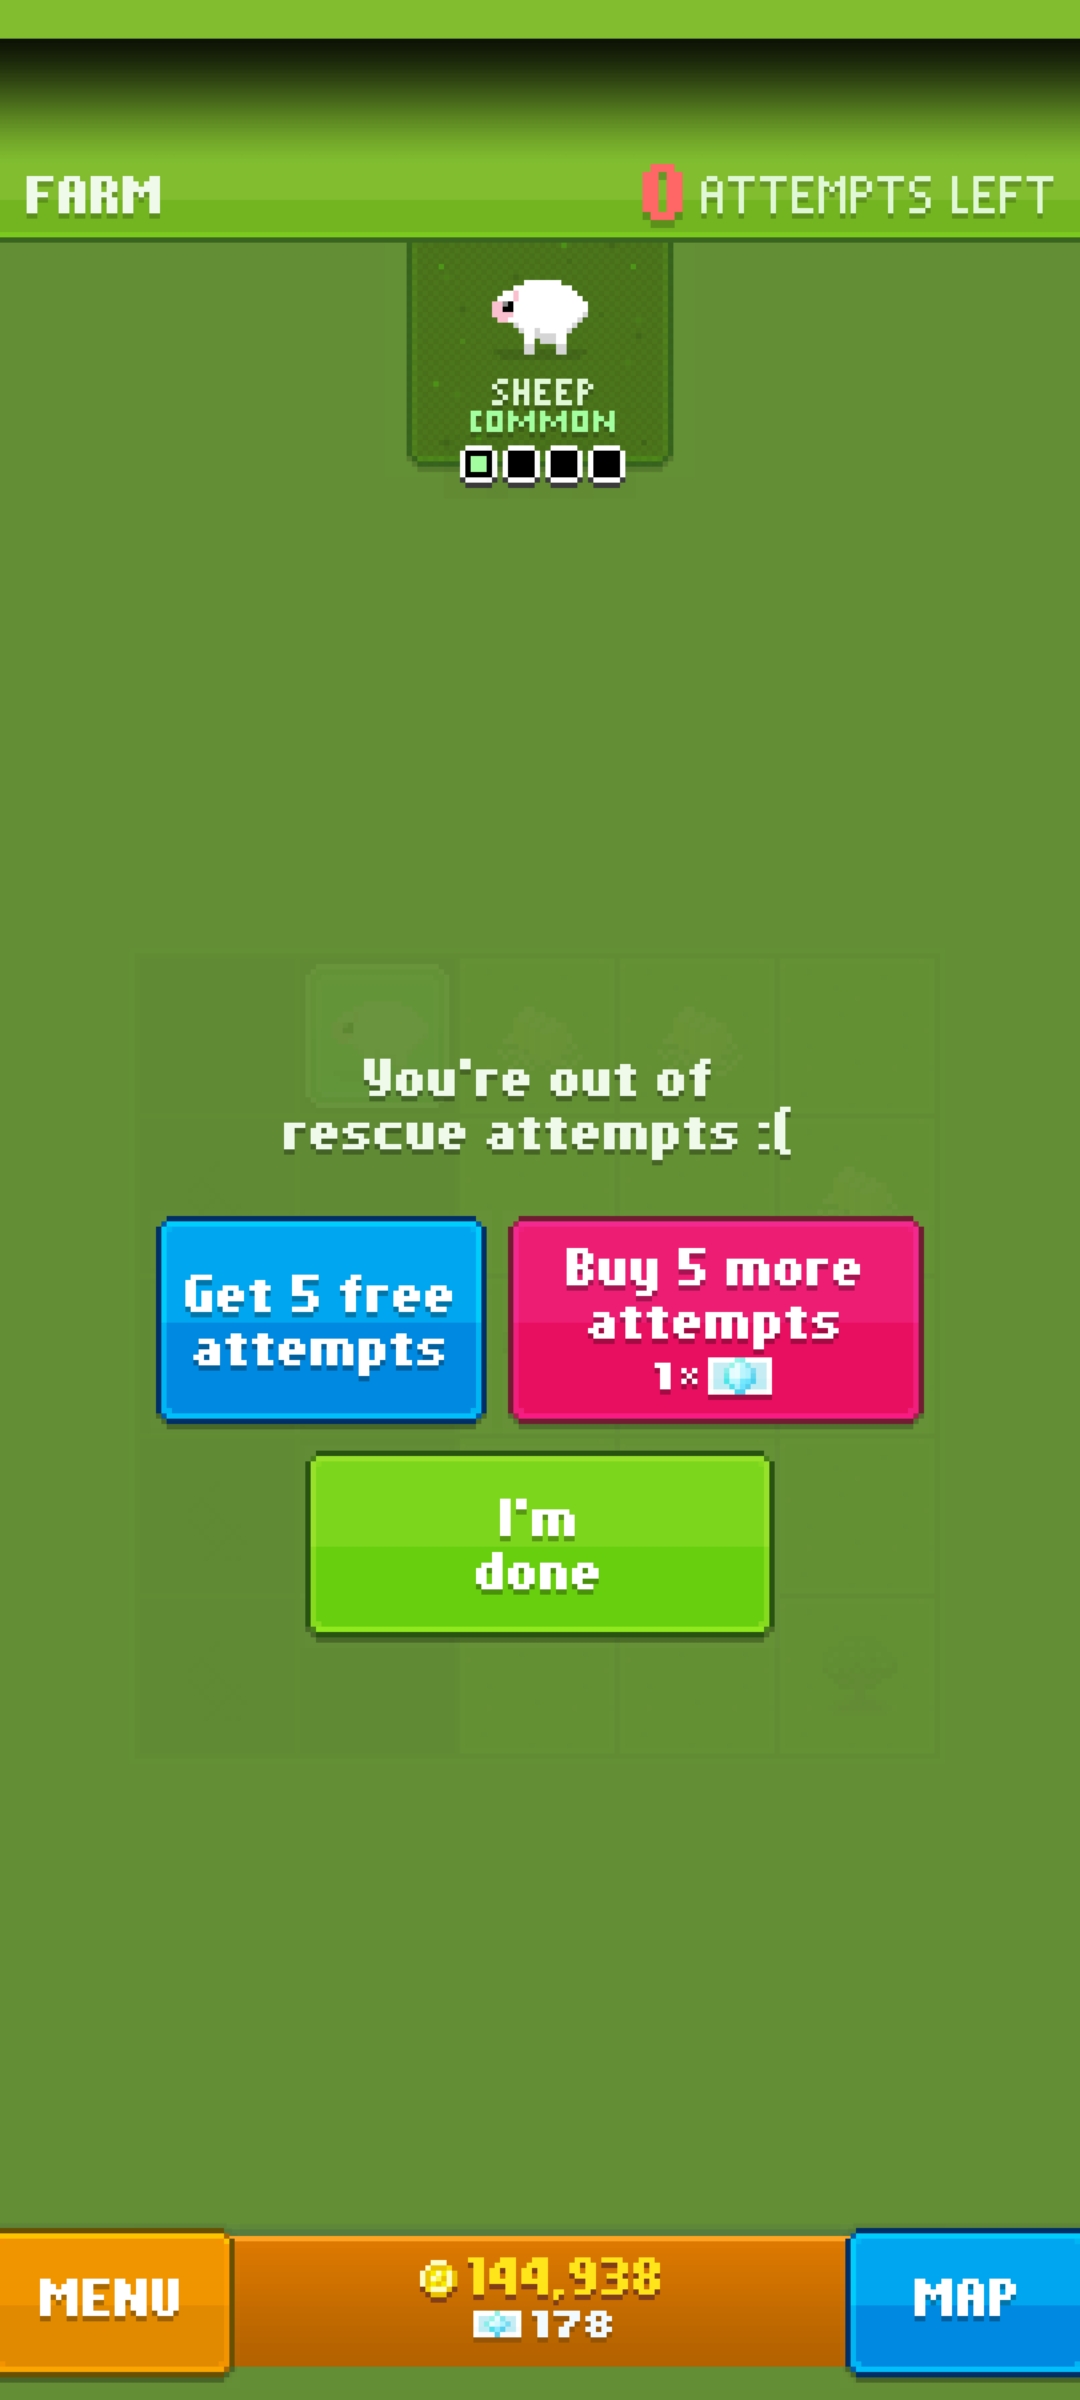 FARM
0 ATTEMPTS LEFT
SHEEP
COMMON
You're out of
rescue attempts :(
Get 5 free
attempts
Buy 5 more
attempts
1×
I'm
done
MENU
144,938
178
MAP